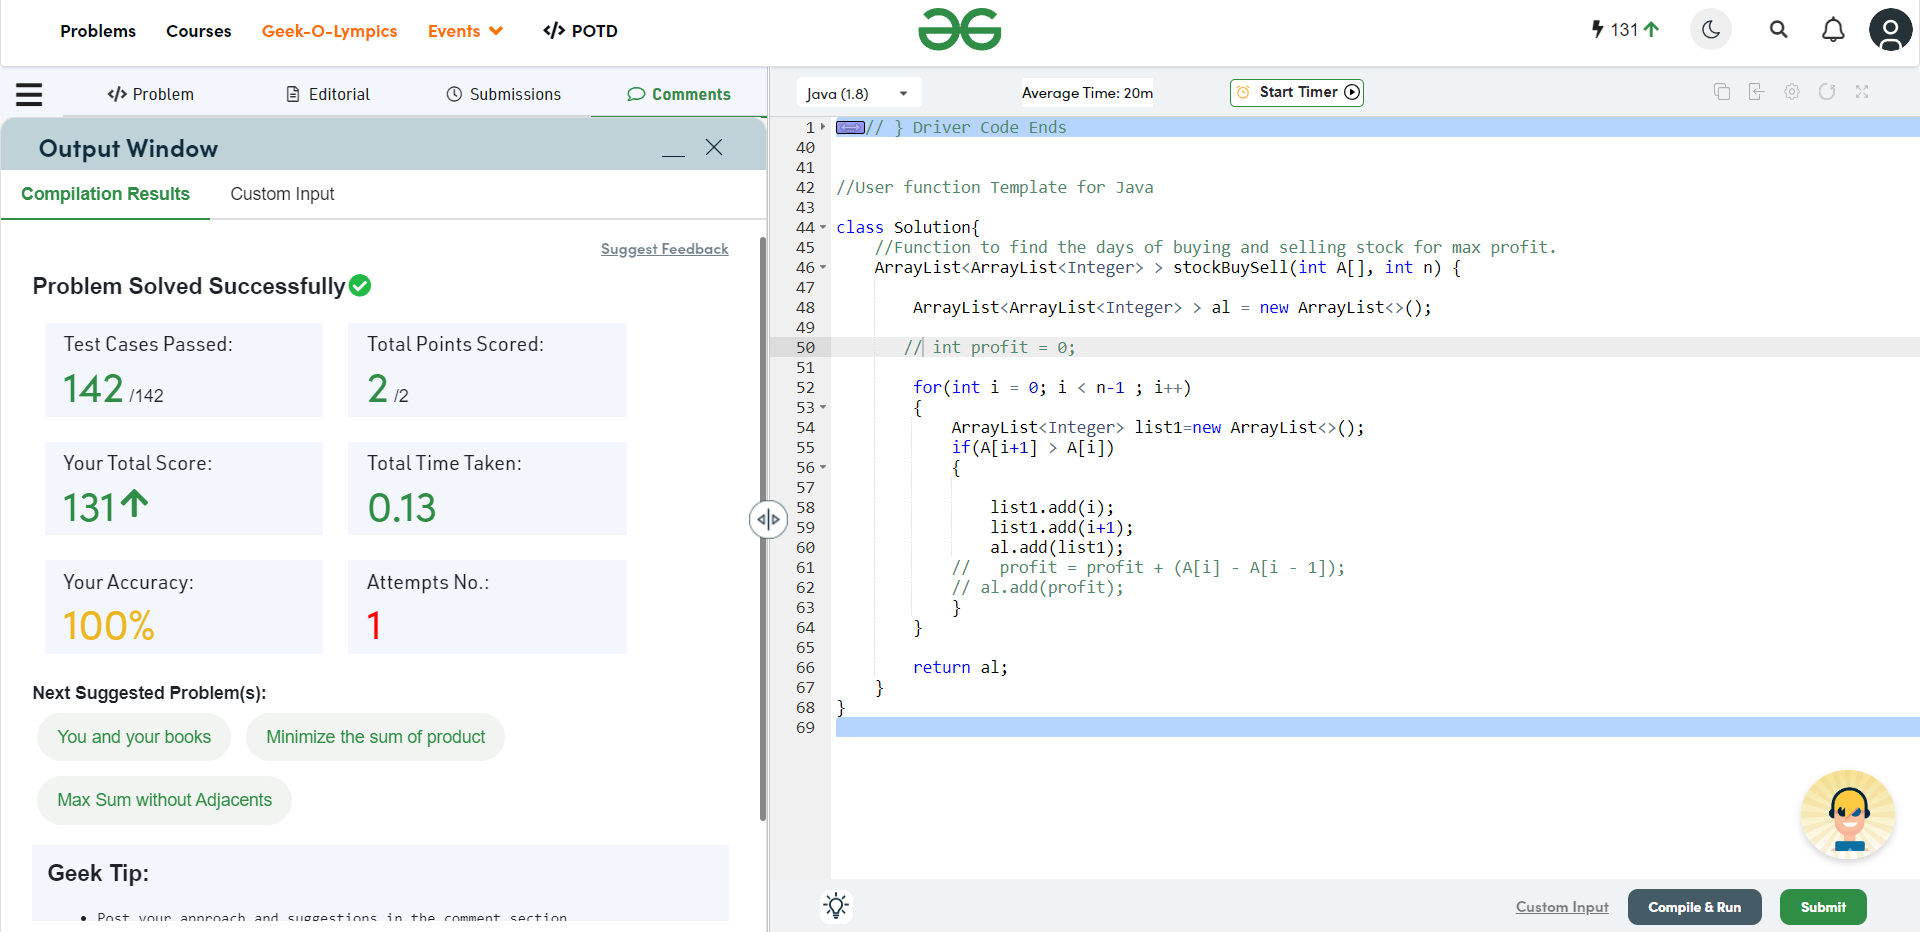 Problems Courses Geek-O-Lympics Events </> POTD 131
</> Problem Editorial Submissions Comments
Output Window
Compilation Results Custom Input
Suggest Feedback
Problem Solved Successfully
Test Cases Passed: Total Points Scored:
142 /142 2 /2
Your Total Score: Total Time Taken:
131 0.13
Your Accuracy: Attempts No.:
100% 1
Next Suggested Problem(s):
You and your books Minimize the sum of product
Max Sum without Adjacents
Geek Tip:
• Post your approach and suggestions in the comment section
Java (1.8) Average Time: 20m Start Timer
1 // } Driver Code Ends
40
41
42 //User function Template for Java
43
44 class Solution{
45 //Function to find the days of buying and selling stock for max profit.
46 ArrayList<ArrayList<Integer> > stockBuySell(int A[], int n) {
47
48 ArrayList<ArrayList<Integer> > al = new ArrayList<>();
49
50 // int profit = 0;
51
52 for(int i = 0; i < n-1 ; i++)
53 {
54 ArrayList<Integer> list1=new ArrayList<>();
55 if(A[i+1] > A[i])
56 {
57
58 list1.add(i);
59 list1.add(i+1);
60 al.add(list1);
61 // profit = profit + (A[i] - A[i - 1]);
62 // al.add(profit);
63 }
64 }
65
66 return al;
67 }
68 }
69
Custom Input Compile & Run Submit